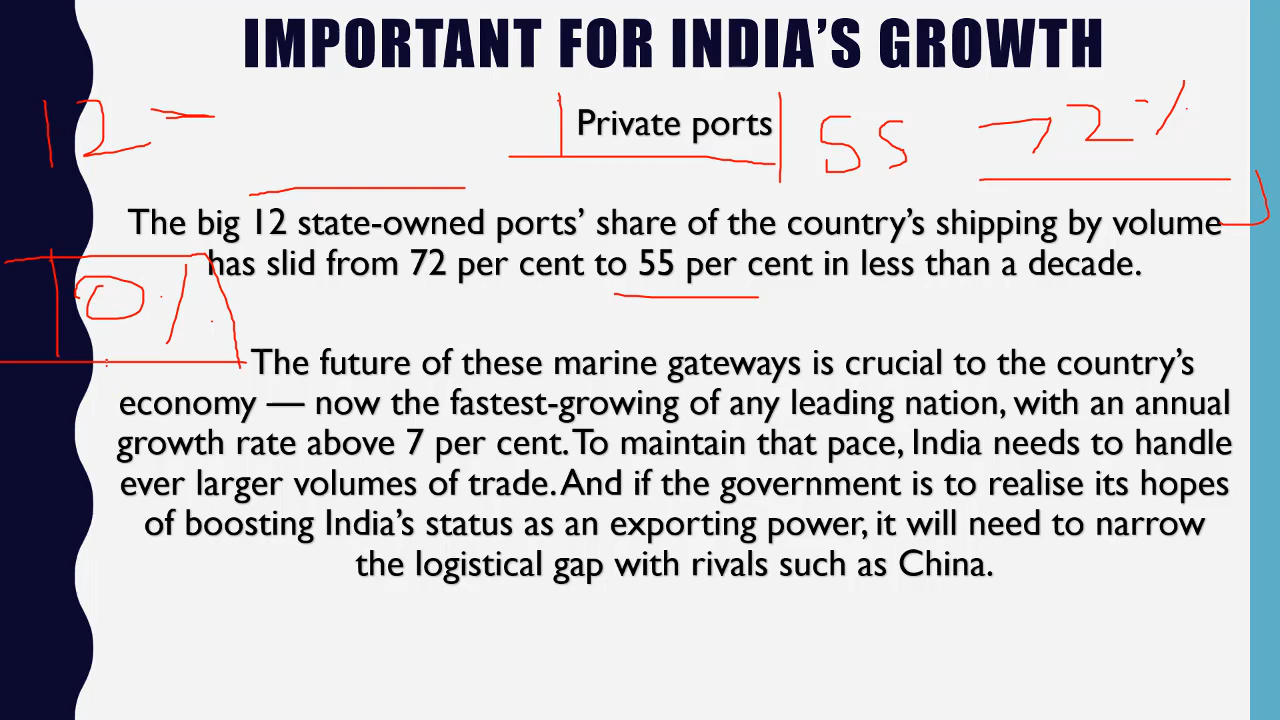 IMPORTANT FOR INDIA'S GROWTH
12 –
Private ports
55
72%
The big 12 state-owned ports' share of the country's shipping by volume
has slid from 72 per cent to 55 per cent in less than a decade.
10%
The future of these marine gateways is crucial to the country's
economy — now the fastest-growing of any leading nation, with an annual
growth rate above 7 per cent. To maintain that pace, India needs to handle
ever larger volumes of trade. And if the government is to realise its hopes
of boosting India's status as an exporting power, it will need to narrow
the logistical gap with rivals such as China.